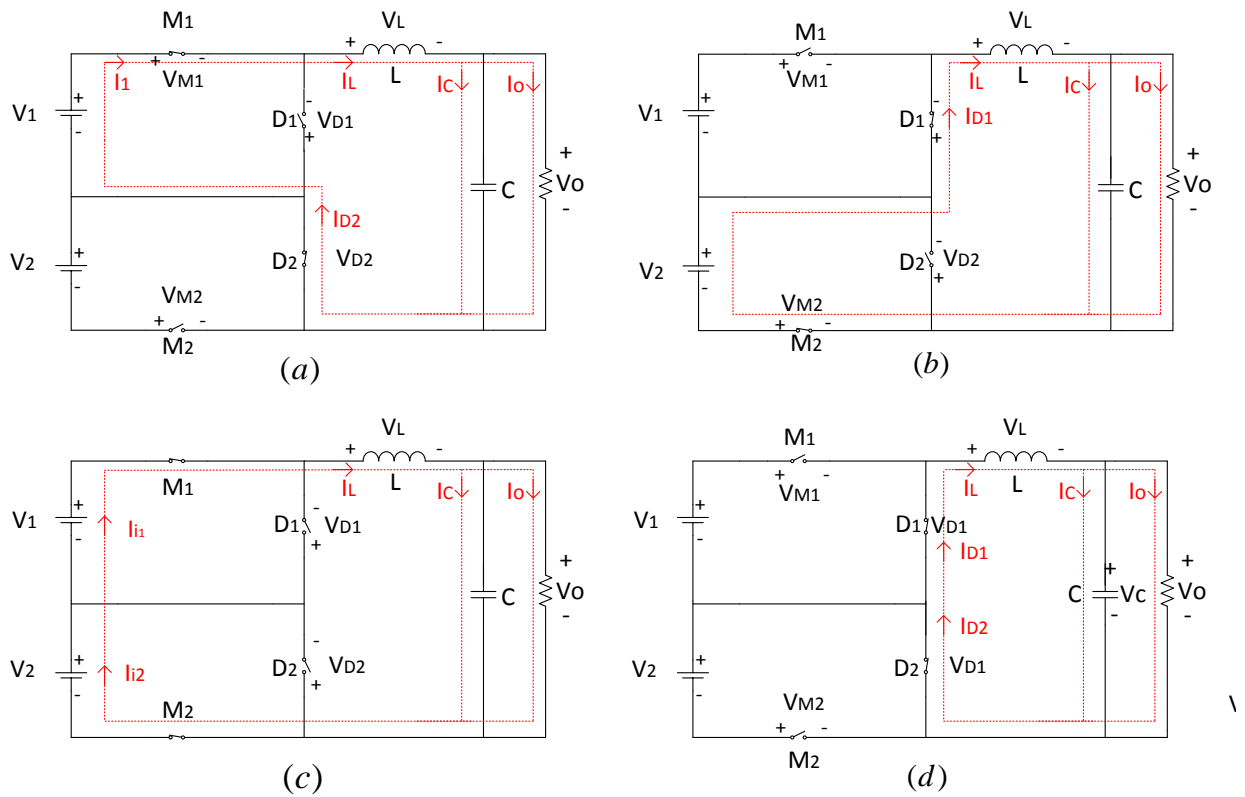 M1 VL
+ - + -
I1 VM1 IL L IC IO
V1 + - D1 - VD1 +
C + VO -
ID2
V2 + - D2 VD2
VM2
+ -
M2
(a)
M1 VL
+ - + -
VM1 IL L IC IO
V1 + - D1 - + ID1
C + VO -
V2 + - D2 - VD2 +
VM2
+ -
M2
(b)
VL
+ -
M1 IL L IC IO
V1 + - Ii1 D1 - VD1 +
C + VO -
V2 + - Ii2 D2 - VD2 +
M2
(c)
M1 VL
+ - + -
VM1 IL L IC IO
V1 + - D1 VD1
ID1
C + VC - + VO -
ID2
V2 + - D2 VD1
VM2
+ -
M2
(d)
V